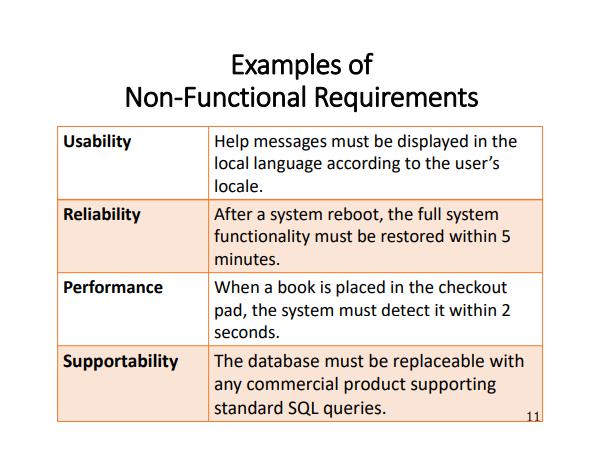 Examples of
Non-Functional Requirements
Usability
Help messages must be displayed in the
local language according to the user’s
locale.
Reliability
After a system reboot, the full system
functionality must be restored within 5
minutes.
Performance
When a book is placed in the checkout
pad, the system must detect it within 2
seconds.
Supportability
The database must be replaceable with
any commercial product supporting
standard SQL queries.
11